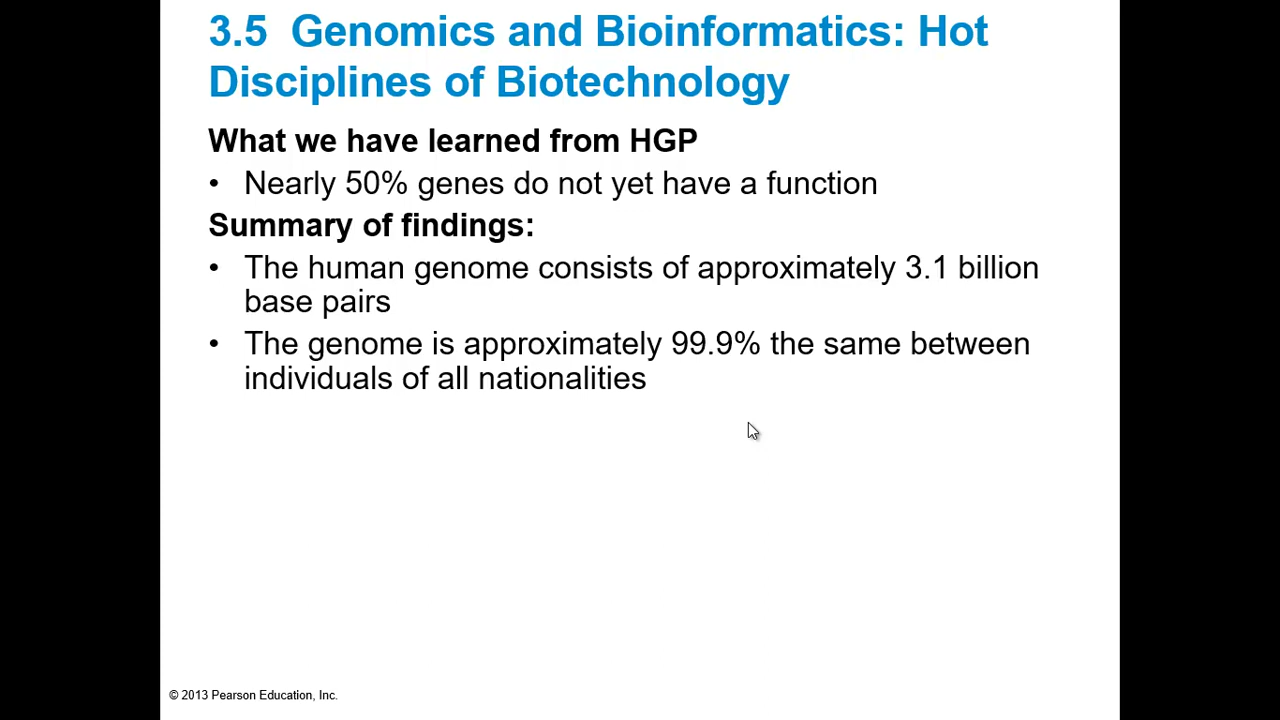 3.5 Genomics and Bioinformatics: Hot
Disciplines of Biotechnology
What we have learned from HGP
• Nearly 50% genes do not yet have a function
Summary of findings:
• The human genome consists of approximately 3.1 billion
base pairs
• The genome is approximately 99.9% the same between
individuals of all nationalities
© 2013 Pearson Education, Inc.